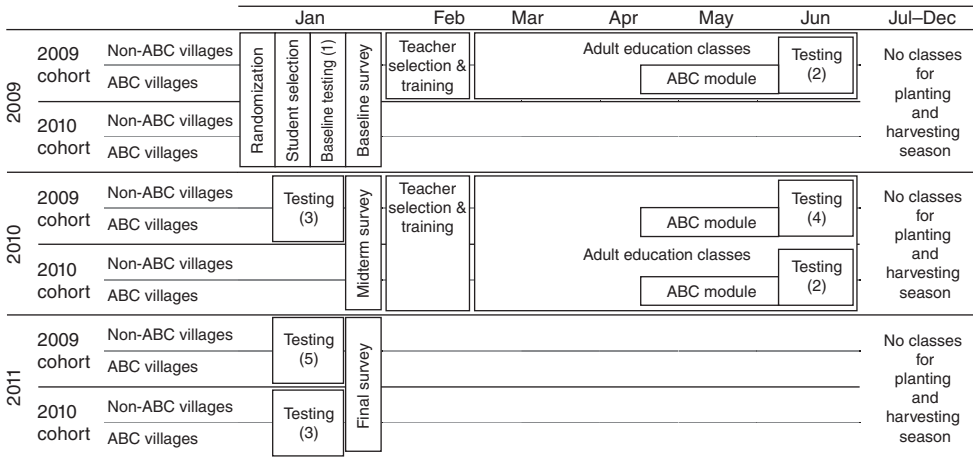 Jan Feb Mar Apr May Jun Jul–Dec
2009
2009 cohort
Non-ABC villages
ABC villages
2010 cohort
Non-ABC villages
ABC villages
Randomization
Student selection
Baseline testing (1)
Baseline survey
Teacher
selection &
training
Adult education classes
ABC module
Testing
(2)
No classes
for
planting
and
harvesting
season
2010
2009
cohort
Non-ABC villages
ABC villages
2010
cohort
Non-ABC villages
ABC villages
Testing
(3)
Midterm survey
Teacher
selection &
training
ABC module
Testing
(4)
Adult education classes
ABC module
Testing
(2)
No classes
for
planting
and
harvesting
season
2011
2009
cohort
Non-ABC villages
ABC villages
2010
cohort
Non-ABC villages
ABC villages
Testing
(5)
Testing
(3)
Final survey
No classes
for
planting
and
harvesting
season